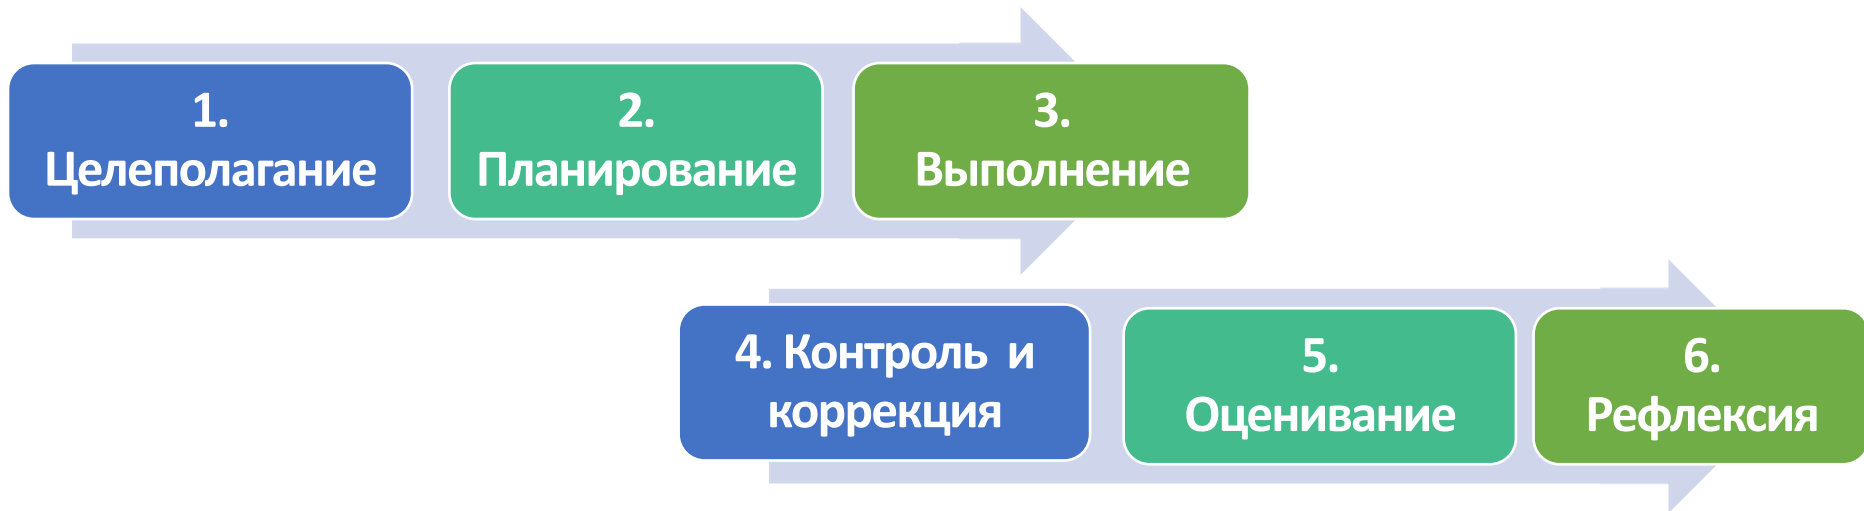 1.
Целеполагание
2.
Планирование
3.
Выполнение
4. Контроль и
коррекция
5.
Оценивание
6.
Рефлексия